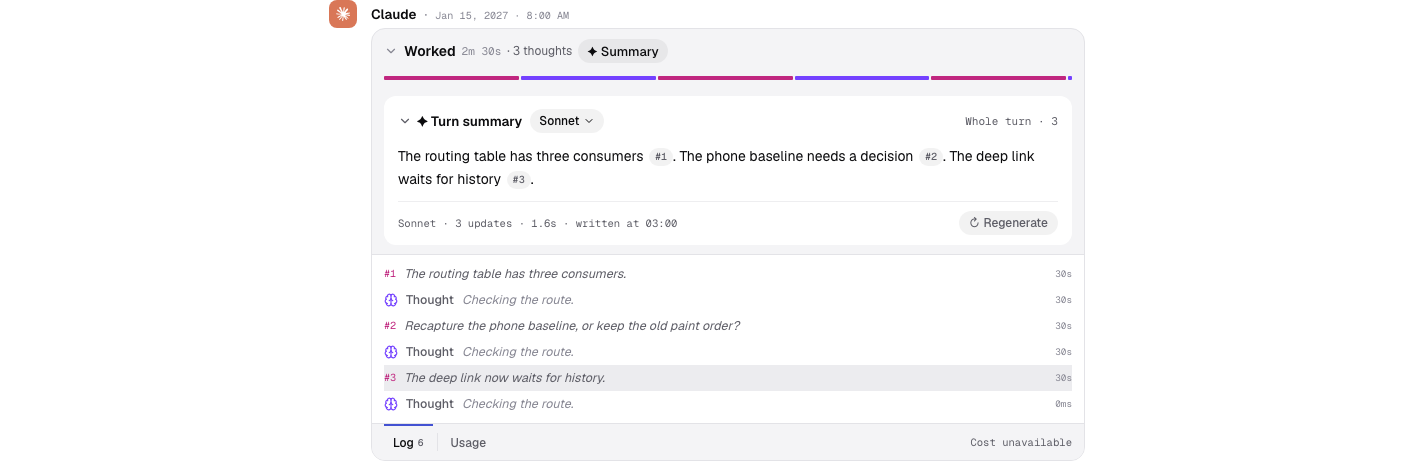 Claude · Jan 15, 2027 · 8:00 AM
Worked 2m 30s · 3 thoughts ✦ Summary
✦ Turn summary Sonnet Whole turn · 3
The routing table has three consumers #1. The phone baseline needs a decision #2. The deep link
waits for history #3.
Sonnet · 3 updates · 1.6s · written at 03:00 Regenerate
#1 The routing table has three consumers. 30s
Thought Checking the route. 30s
#2 Recapture the phone baseline, or keep the old paint order? 30s
Thought Checking the route. 30s
#3 The deep link now waits for history. 30s
Thought Checking the route. 0ms
Log 6 Usage Cost unavailable